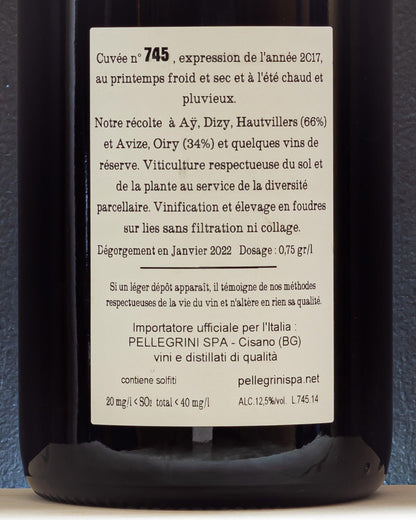 Cuvée n° 745 , expression de l'année 2017,
au printemps froid et sec et à l'été chaud et
pluvieux.
Notre récolte à Aÿ, Dizy, Hautvillers (66%)
et Avize, Oiry (34%) et quelques vins de
réserve. Viticulture respectueuse du sol et
de la plante au service de la diversité
parcellaire. Vinification et élevage en foudres
sur lies sans filtration ni collage.
Dégorgement en Janvier 2022 Dosage : 0,75 gr/l
Si un léger dépôt apparaît, il témoigne de nos méthodes
respectueuses de la vie du vin et n'altère en rien sa qualité.
Importatore ufficiale per l'Italia :
PELLEGRINI SPA - Cisano (BG)
vini e distillati di qualità
contiene solfiti pellegrinispa.net
20 mg/l < SO₂ total < 40 mg/l ALC.12,5%/vol. L.745.14